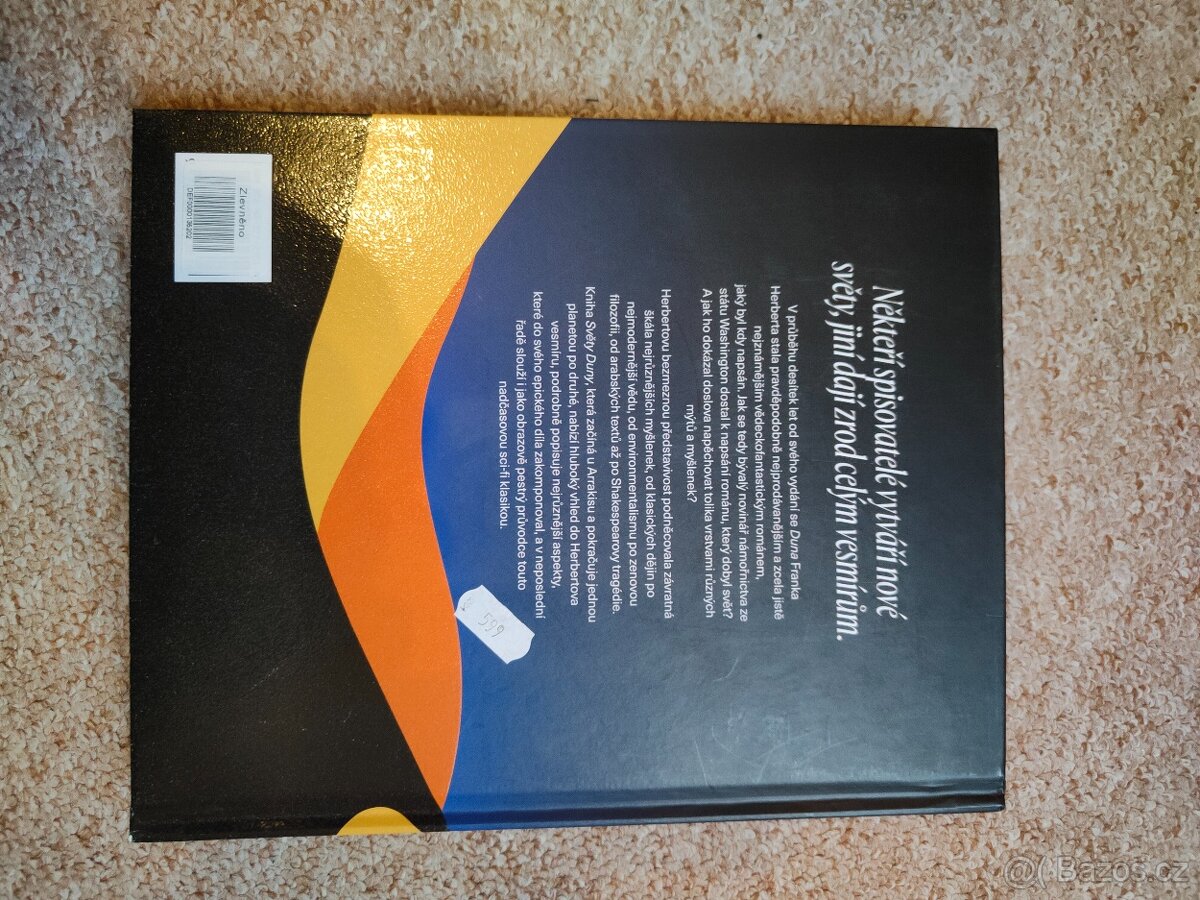 Někteří spisovatelé vytváří nové
světy, jiní dají zrod celým vesmírům.
V průběhu desítek let od svého vydání se Duna Franka
Herberta stala pravděpodobně nejprodávanějším a zcela jistě
nejznámějším vědeckofantastickým románem,
jaký byl kdy napsán. Jak se tedy bývalý novinář námořnictva ze
státu Washington dostal k napsání románu, který dobyl svět?
A jak ho dokázal doslova napěchovat tolika vrstvami různých
mýtů a myšlenek?
Herbertovu bezmeznou představivost podněcovala závratná
škála nejrůznějších myšlenek, od klasických dějin po
nejmodernější vědu, od environmentalismu po zenovou
filozofii, od arabských textů až po Shakespearovy tragédie.
Kniha Světy Duny, která začíná u Arrakisu a pokračuje jednou
planetou po druhé, nabízí hluboký vhled do Herbertova
vesmíru, podrobně popisuje nejrůznější aspekty,
které do svého epického díla zakomponoval, a v neposlední
řadě slouží i jako obrazově pestrý průvodce touto
nadčasovou sci-fi klasikou.
599
Zlevněno
DEF0000136202
Bazos.cz